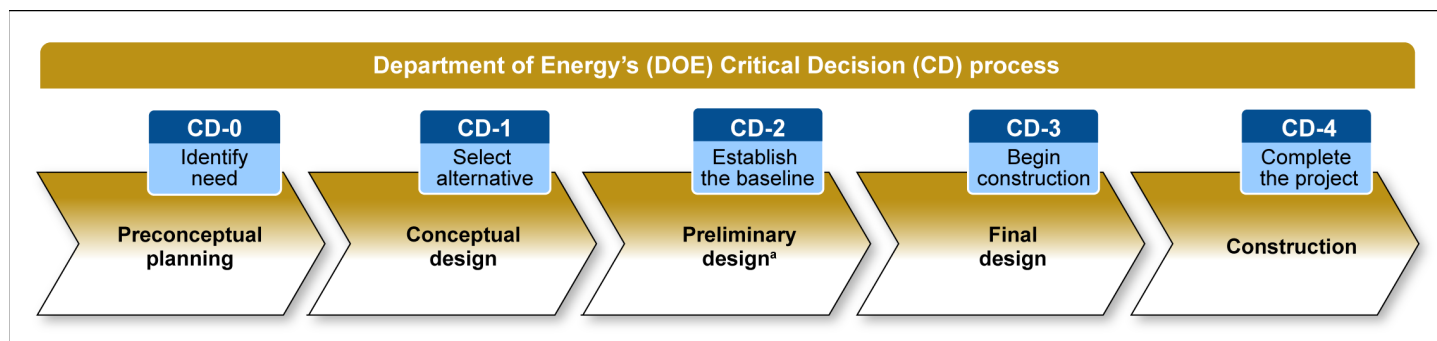 Department of Energy's (DOE) Critical Decision (CD) process
CD-0
Identify
need
CD-1
Select
alternative
CD-2
Establish
the baseline
CD-3
Begin
construction
CD-4
Complete
the project
Preconceptual
planning
Conceptual
design
Preliminary
designᵃ
Final
design
Construction